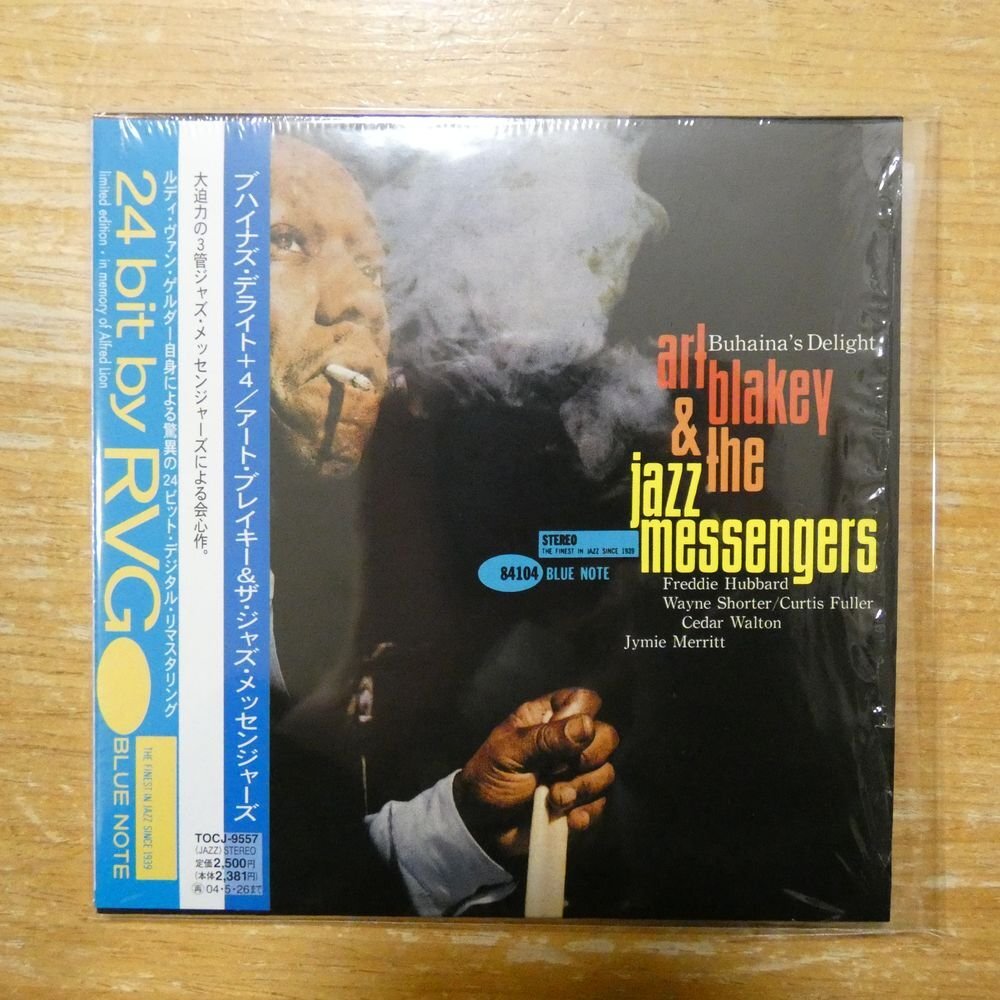 ブハイナズ・デライト+4/アート・ブレイキー&ザ・ジャズ・メッセンジャーズ
大迫力の3管ジャズ・メッセンジャーズによる会心作。
ルディ・ヴァン・ゲルダー自身による驚異の24ビット・デジタル・リマスタリング
24 bit by RVG
limited edition・in memory of Alfred Lion
THE FINEST IN JAZZ SINCE 1939
BLUE NOTE
TOCJ-9557
(JAZZ) STEREO
定価2,500円
(本体2,381円)
再04・5・26まで
Buhaina's Delight
art
blakey
& the
jazz
messengers
STEREO
THE FINEST IN JAZZ SINCE 1939
84104 BLUE NOTE
Freddie Hubbard
Wayne Shorter/Curtis Fuller
Cedar Walton
Jymie Merritt